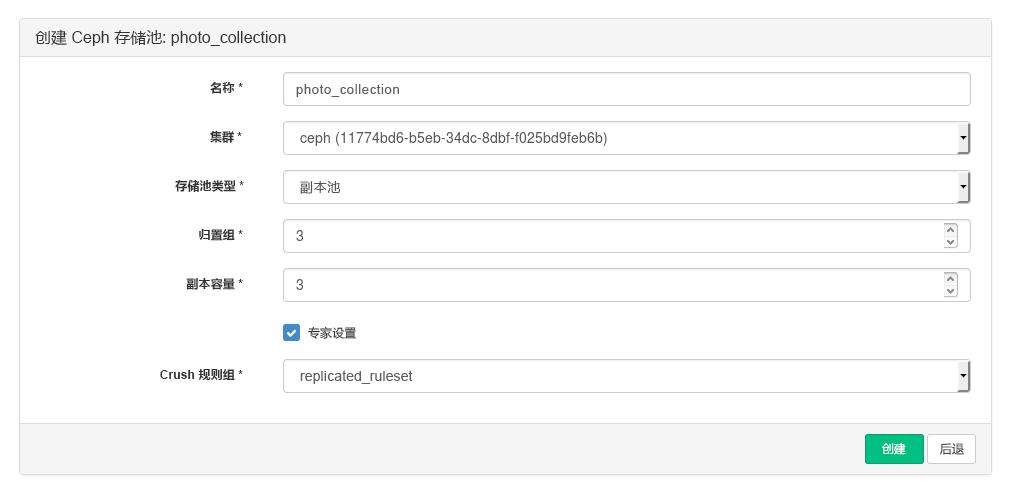 创建 Ceph 存储池: photo_collection
名称 *
photo_collection
集群 *
ceph (11774bd6-b5eb-34dc-8dbf-f025bd9feb6b)
存储池类型 *
副本池
归置组 *
3
副本容量 *
3
专家设置
Crush 规则组 *
replicated_ruleset
创建
后退